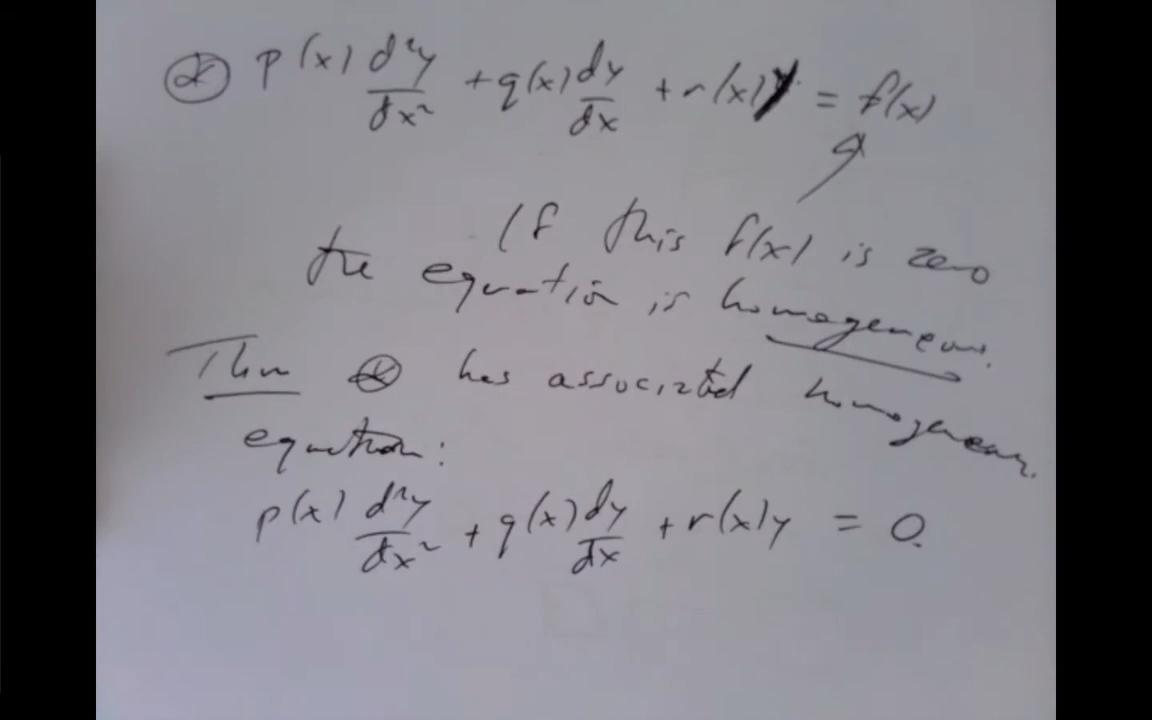 ⊛ p(x) d²y/dx² + q(x) dy/dx + r(x)y = f(x)
If this f(x) is zero
the equation is homogeneous.
Then ⊛ has associated homogeneous
equation:
p(x) d²y/dx² + q(x) dy/dx + r(x)y = 0.